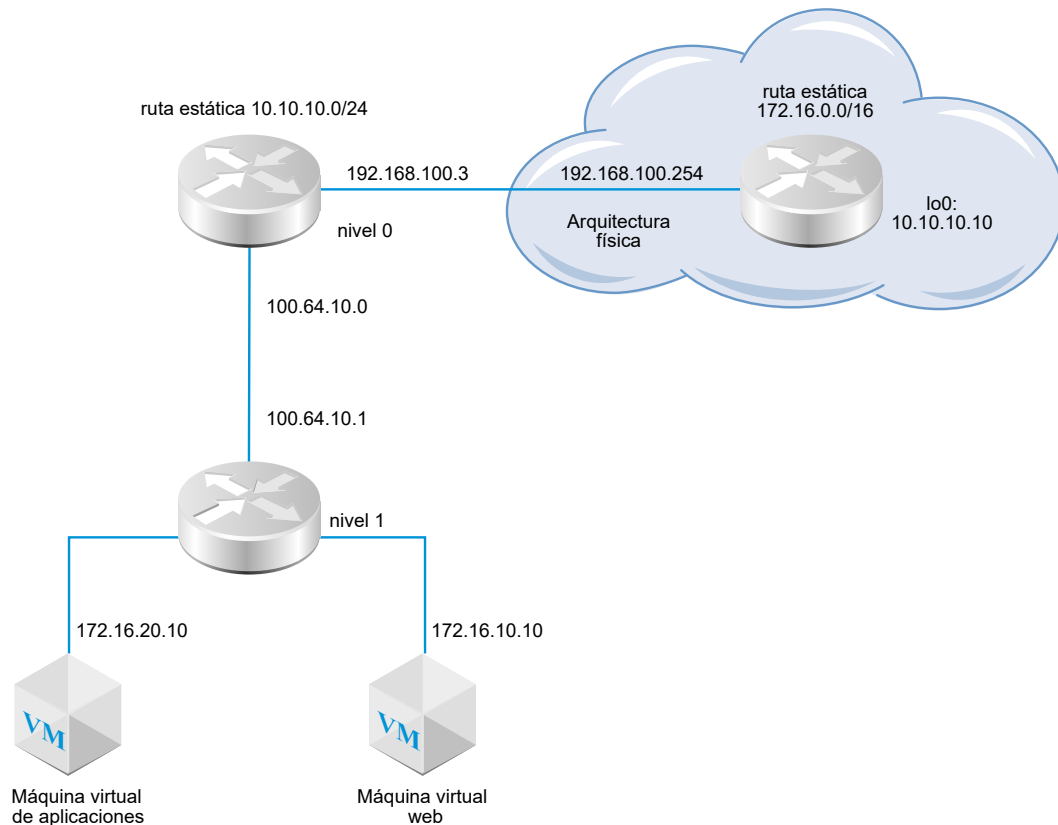 ruta estática 10.10.10.0/24
ruta estática
172.16.0.0/16
192.168.100.3
192.168.100.254
lo0:
10.10.10.10
nivel 0
Arquitectura
física
100.64.10.0
100.64.10.1
nivel 1
172.16.20.10
172.16.10.10
VM
VM
Máquina virtual
de aplicaciones
Máquina virtual
web